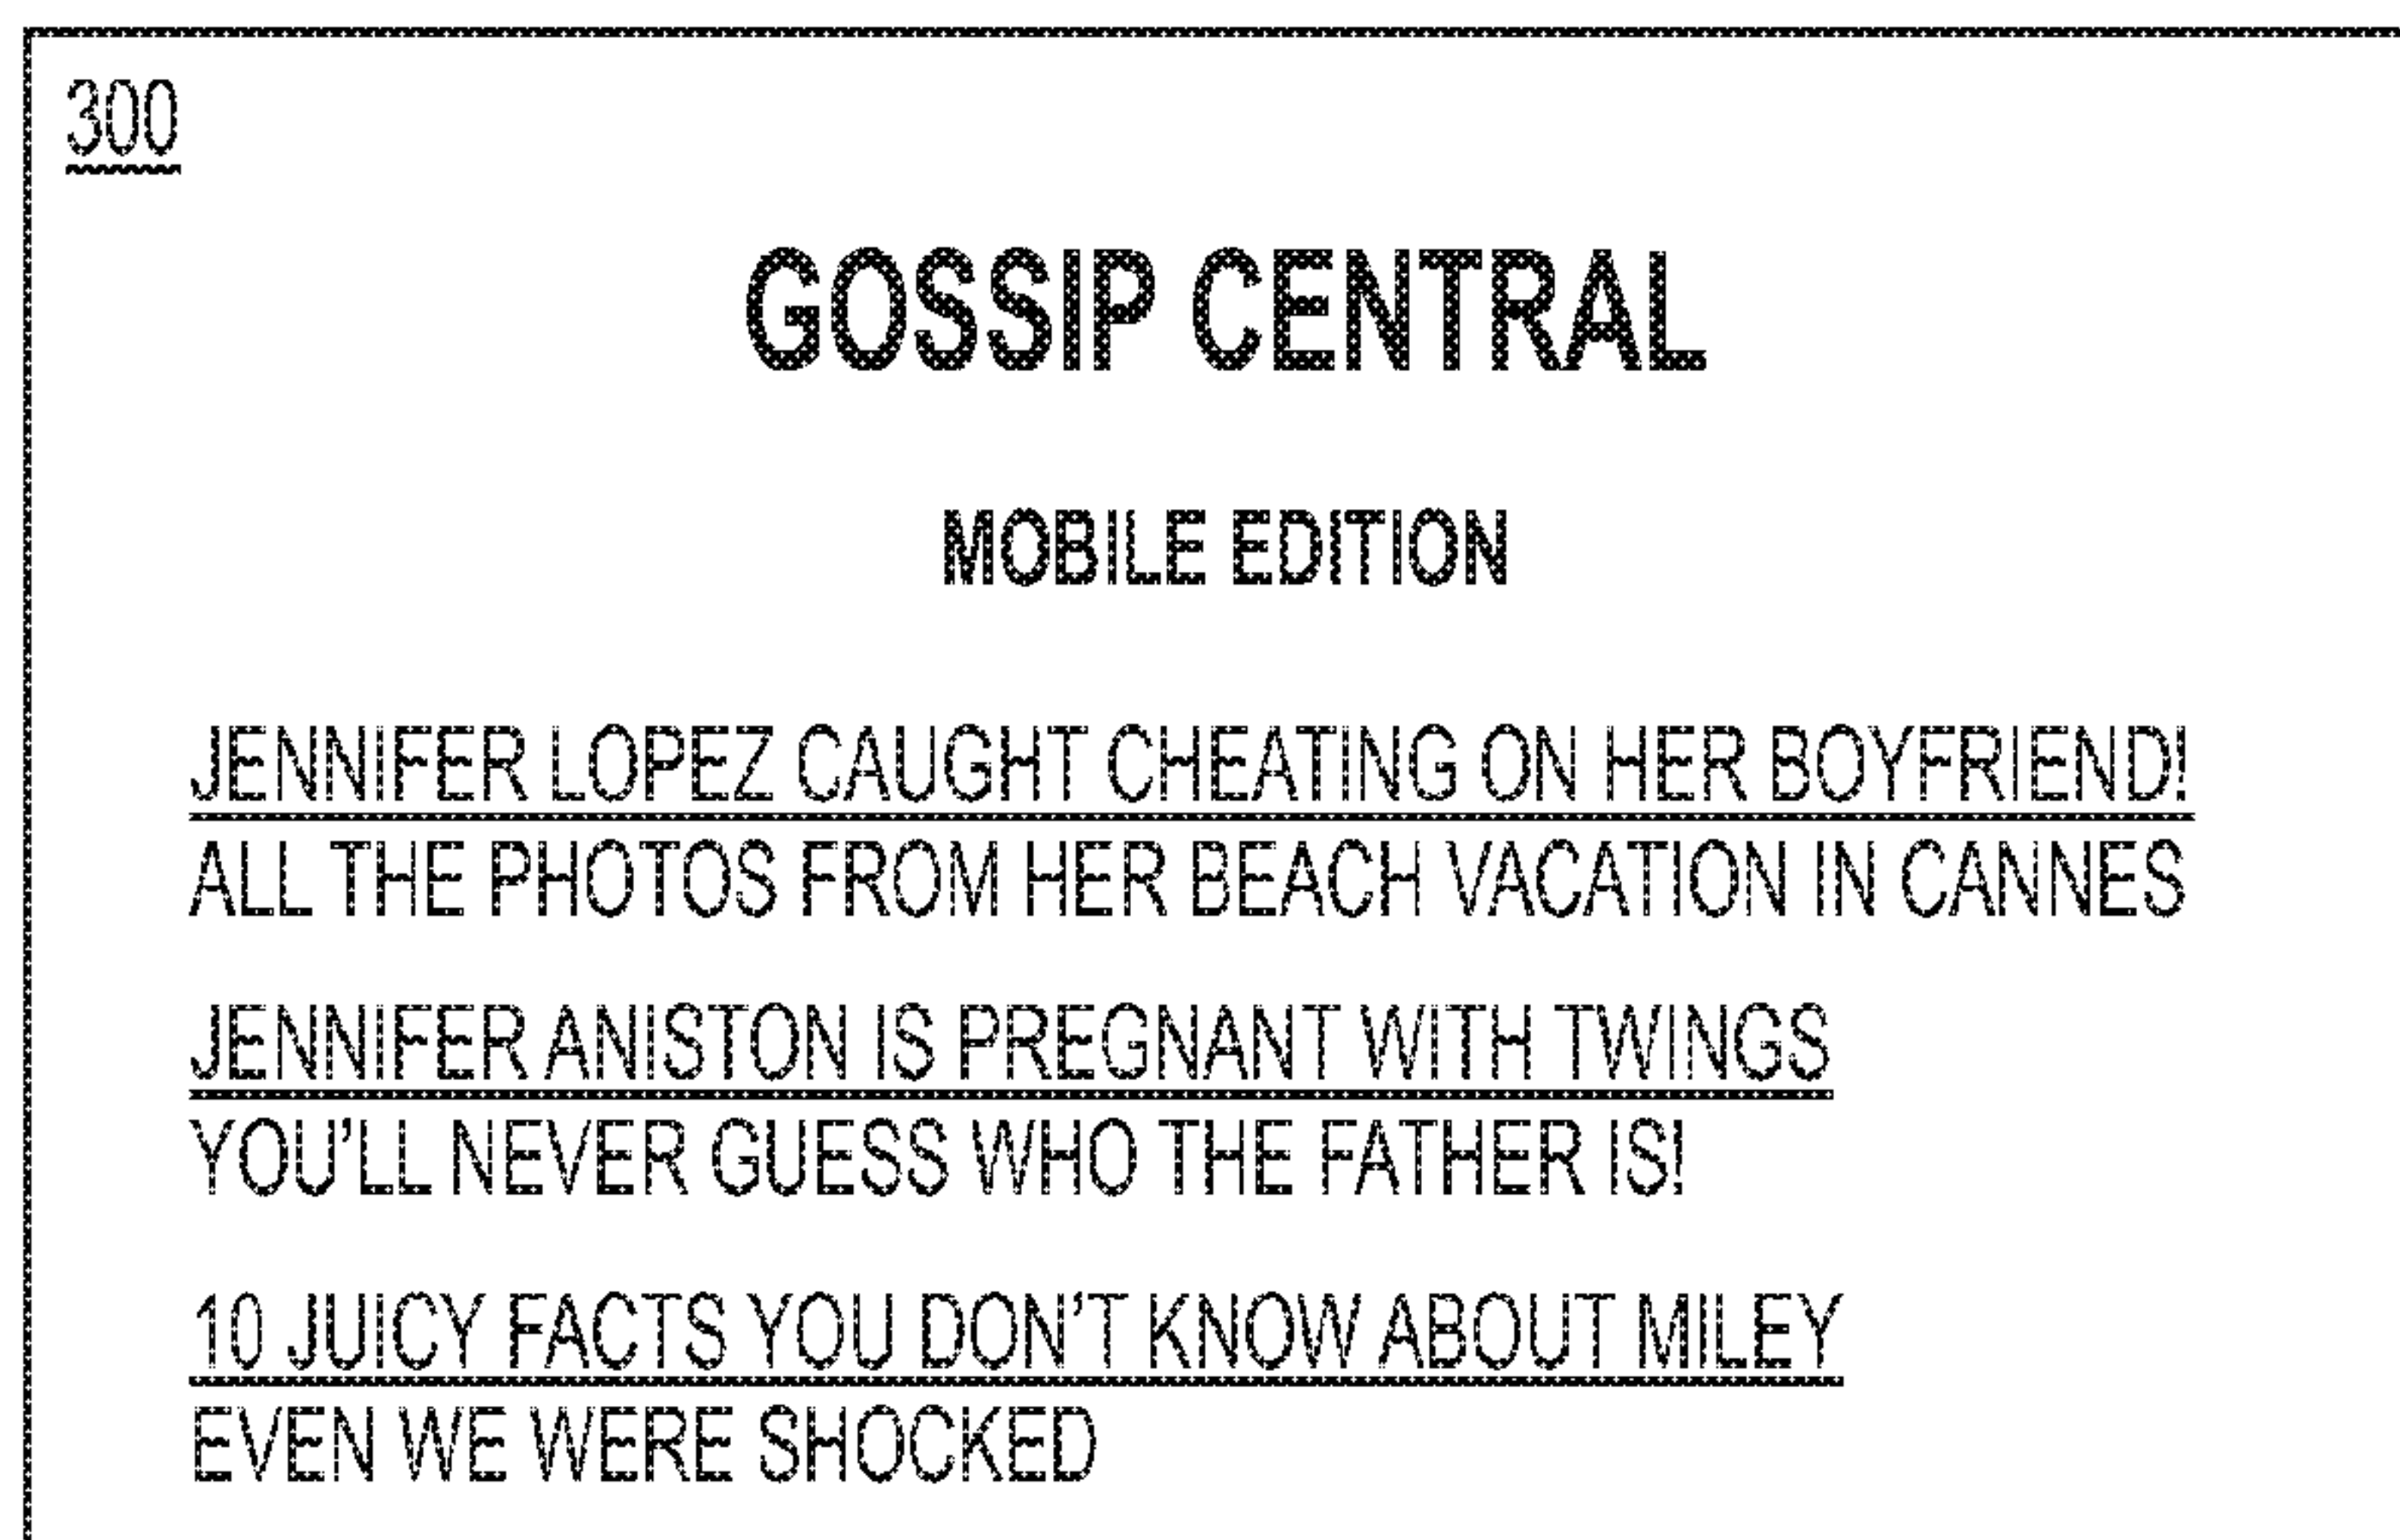 300
GOSSIP CENTRAL
MOBILE EDITION
JENNIFER LOPEZ CAUGHT CHEATING ON HER BOYFRIEND!
ALL THE PHOTOS FROM HER BEACH VACATION IN CANNES
JENNIFER ANISTON IS PREGNANT WITH TWINGS
YOU'LL NEVER GUESS WHO THE FATHER IS!
10 JUICY FACTS YOU DON'T KNOW ABOUT MILEY
EVEN WE WERE SHOCKED